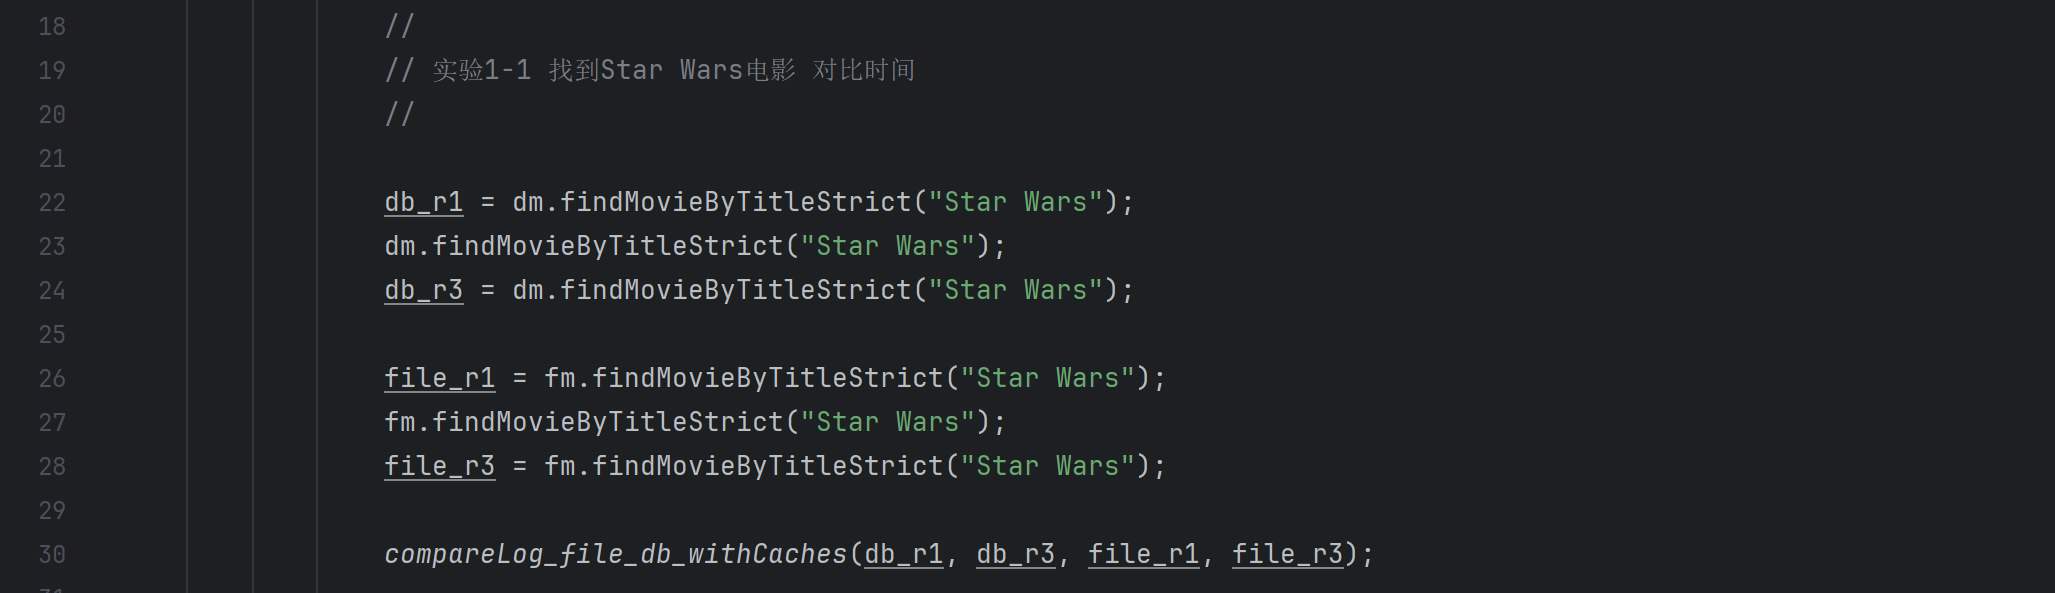 18 //
19 // 实验1-1 找到Star Wars电影 对比时间
20 //
21
22 db_r1 = dm.findMovieByTitleStrict("Star Wars");
23 dm.findMovieByTitleStrict("Star Wars");
24 db_r3 = dm.findMovieByTitleStrict("Star Wars");
25
26 file_r1 = fm.findMovieByTitleStrict("Star Wars");
27 fm.findMovieByTitleStrict("Star Wars");
28 file_r3 = fm.findMovieByTitleStrict("Star Wars");
29
30 compareLog_file_db_withCaches(db_r1, db_r3, file_r1, file_r3);